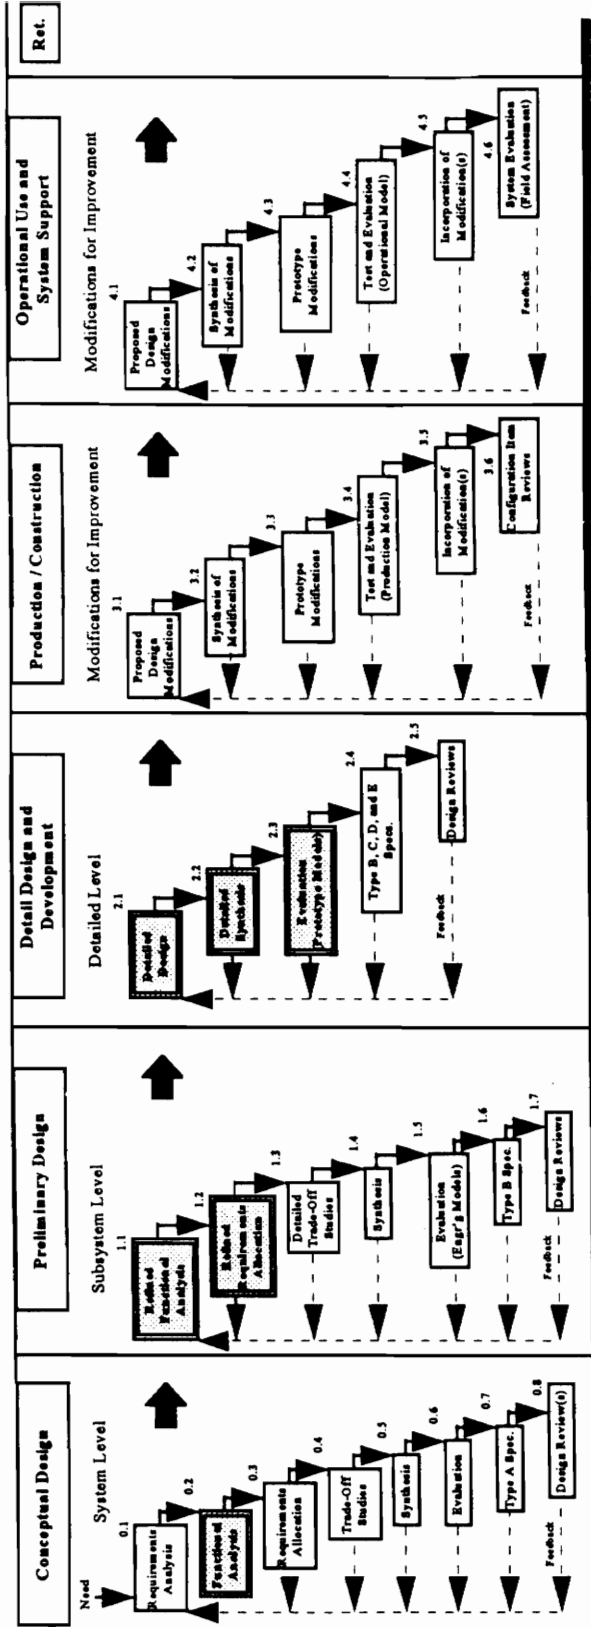 Conceptual Design
System Level
Need
0.1
Requirements
Analysis
0.2
Functional
Analysis
0.3
Requirements
Allocation
0.4
Trade-Off
Studies
0.5
Synthesis
0.6
Evaluation
0.7
Type A Spec.
0.8
Design Review(s)
Feedback
Preliminary Design
Subsystem Level
1.1
Refined
Functional
Analysis
1.2
Refined
Requirements
Allocation
1.3
Detailed
Trade-Off
Studies
1.4
Synthesis
1.5
Evaluation
(Engr's Models)
1.6
Type B Spec.
1.7
Design Reviews
Feedback
Detail Design and
Development
Detailed Level
2.1
Detailed
Design
2.2
Detailed
Synthesis
2.3
Evaluation
(Prototype Models)
2.4
Type B, C, D, and E
Specs.
2.5
Design Reviews
Feedback
Production / Construction
Modifications for Improvement
3.1
Proposed
Design
Modifications
3.2
Synthesis of
Modifications
3.3
Prototype
Modifications
3.4
Test and Evaluation
(Production Model)
3.5
Incorporation of
Modification(s)
3.6
Configuration Item
Reviews
Feedback
Operational Use and
System Support
Modifications for Improvement
4.1
Proposed
Design
Modifications
4.2
Synthesis of
Modifications
4.3
Prototype
Modifications
4.4
Test and Evaluation
(Operational Model)
4.5
Incorporation of
Modification(s)
4.6
System Evaluation
(Field Assessment)
Feedback
Ret.